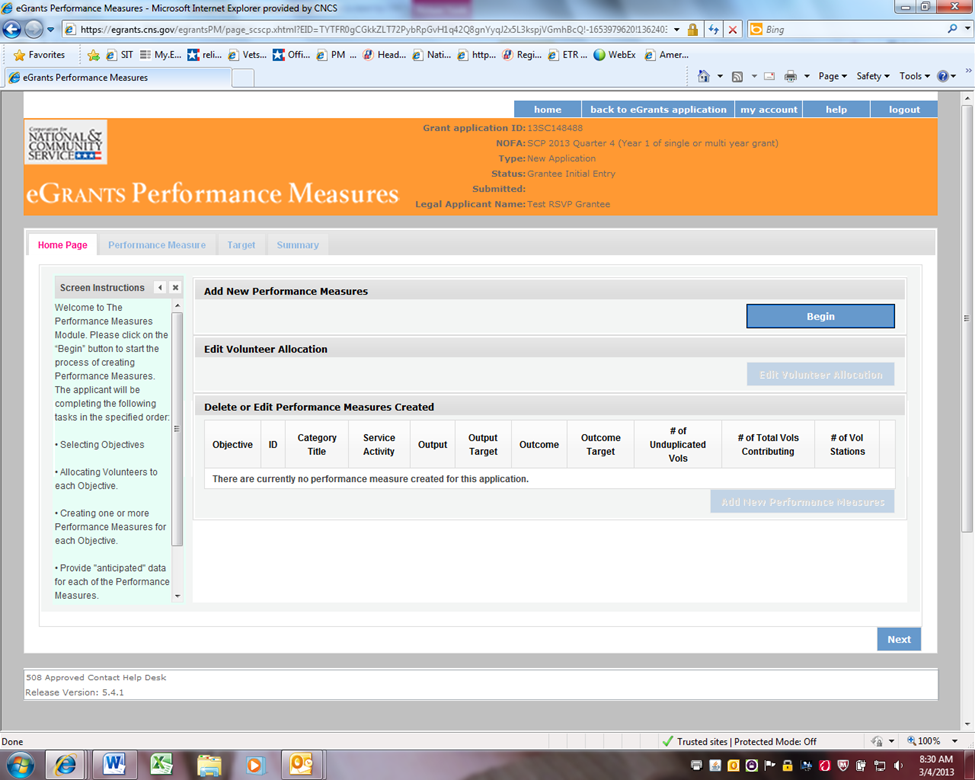 eGrants Performance Measures - Microsoft Internet Explorer provided by CNCS
Bing
Favorites SIT My.E... reli... Vets... Offi... PM ... Head... Nati... http... Regi... ETR ... WebEx Amer...
eGrants Performance Measures
Page Safety Tools
home back to eGrants application my account help logout
Corporation for
NATIONAL &
COMMUNITY
SERVICE
eGRANTS Performance Measures
Grant application ID: 13SC148488
NOFA: SCP 2013 Quarter 4 (Year 1 of single or multi year grant)
Type: New Application
Status: Grantee Initial Entry
Submitted:
Legal Applicant Name: Test RSVP Grantee
Home Page Performance Measure Target Summary
Screen Instructions
Welcome to The
Performance Measures
Module. Please click on the
"Begin" button to start the
process of creating
Performance Measures.
The applicant will be
completing the following
tasks in the specified order:
• Selecting Objectives
• Allocating Volunteers to
each Objective.
• Creating one or more
Performance Measures for
each Objective.
• Provide "anticipated" data
for each of the Performance
Measures.
Add New Performance Measures
Begin
Edit Volunteer Allocation
Edit Volunteer Allocation
Delete or Edit Performance Measures Created
Objective ID Category Title Service Activity Output Output Target Outcome Outcome Target # of Unduplicated Vols # of Total Vols Contributing # of Vol Stations
There are currently no performance measure created for this application.
Add New Performance Measures
Next
508 Approved Contact Help Desk
Release Version: 5.4.1
Done Trusted sites | Protected Mode: Off 100%
8:30 AM
3/4/2013